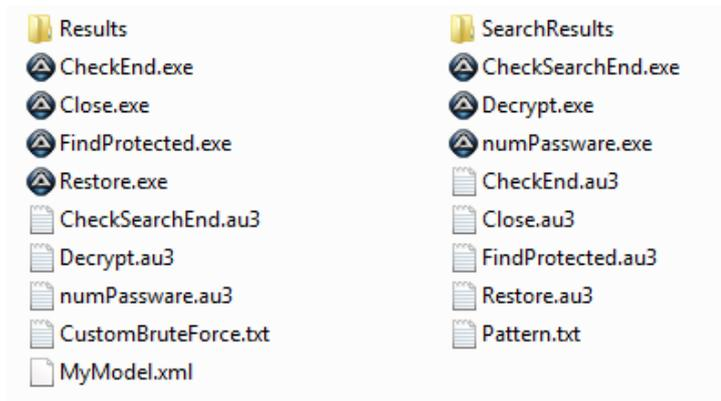 Results SearchResults
CheckEnd.exe CheckSearchEnd.exe
Close.exe Decrypt.exe
FindProtected.exe numPassware.exe
Restore.exe CheckEnd.au3
CheckSearchEnd.au3 Close.au3
Decrypt.au3 FindProtected.au3
numPassware.au3 Restore.au3
CustomBruteForce.txt Pattern.txt
MyModel.xml